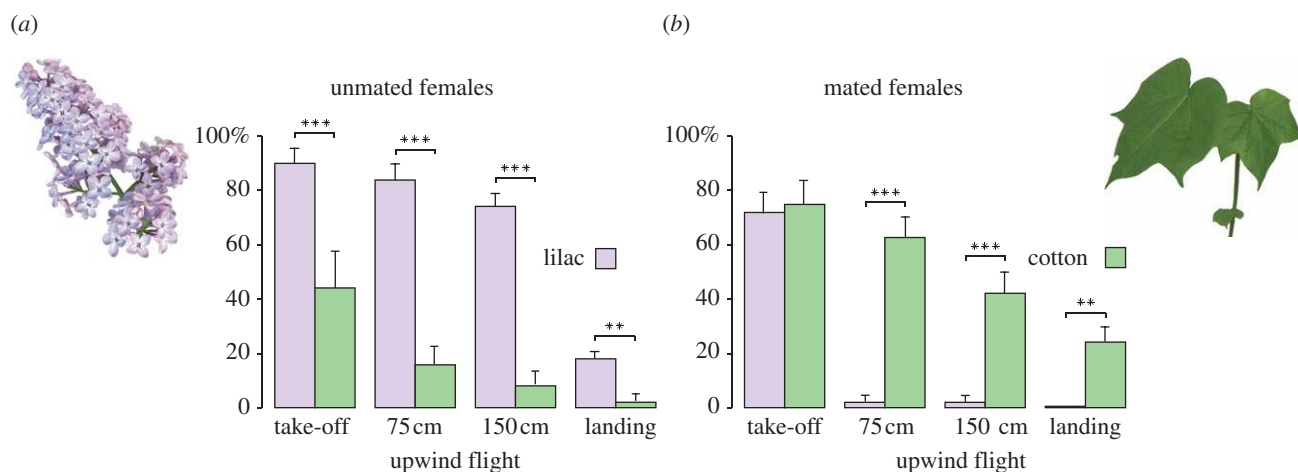 (a)
unmated females
100%
80
60
40
20
0
*** *** *** **
lilac
take-off 75 cm 150 cm landing
upwind flight
(b)
mated females
100%
80
60
40
20
0
*** *** **
cotton
take-off 75 cm 150 cm landing
upwind flight